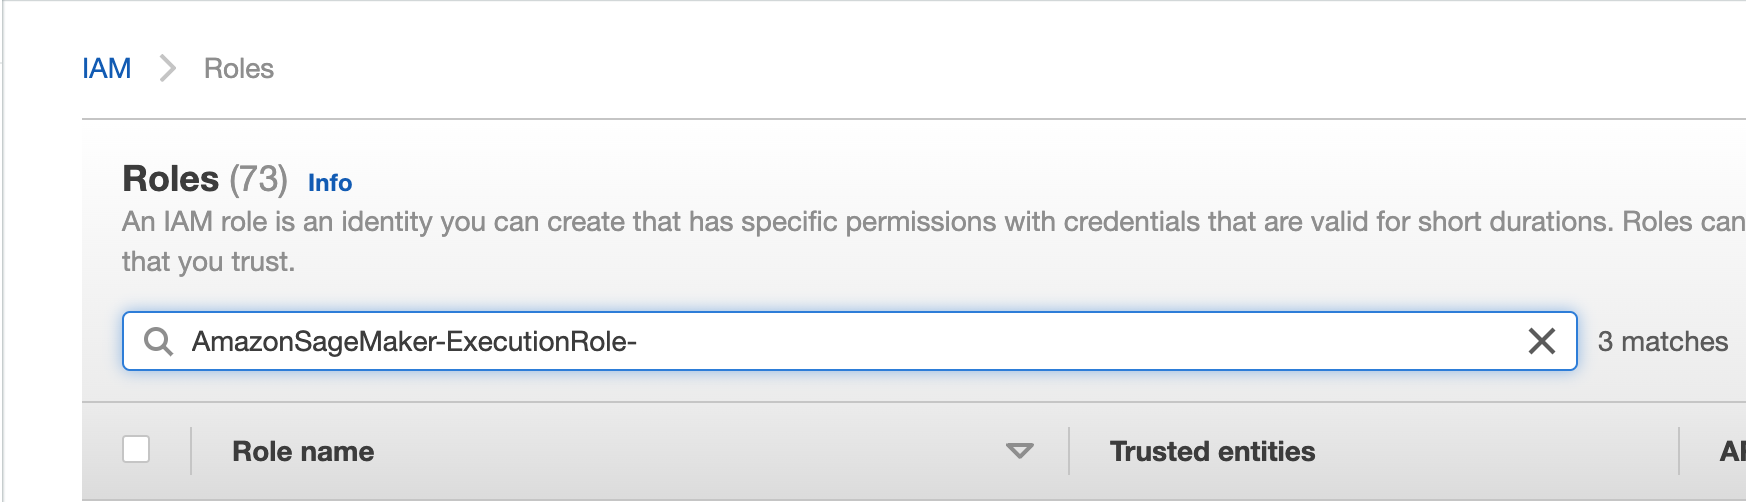 IAM > Roles
Roles (73) Info
An IAM role is an identity you can create that has specific permissions with credentials that are valid for short durations. Roles can
that you trust.
AmazonSageMaker-ExecutionRole- 3 matches
Role name Trusted entities